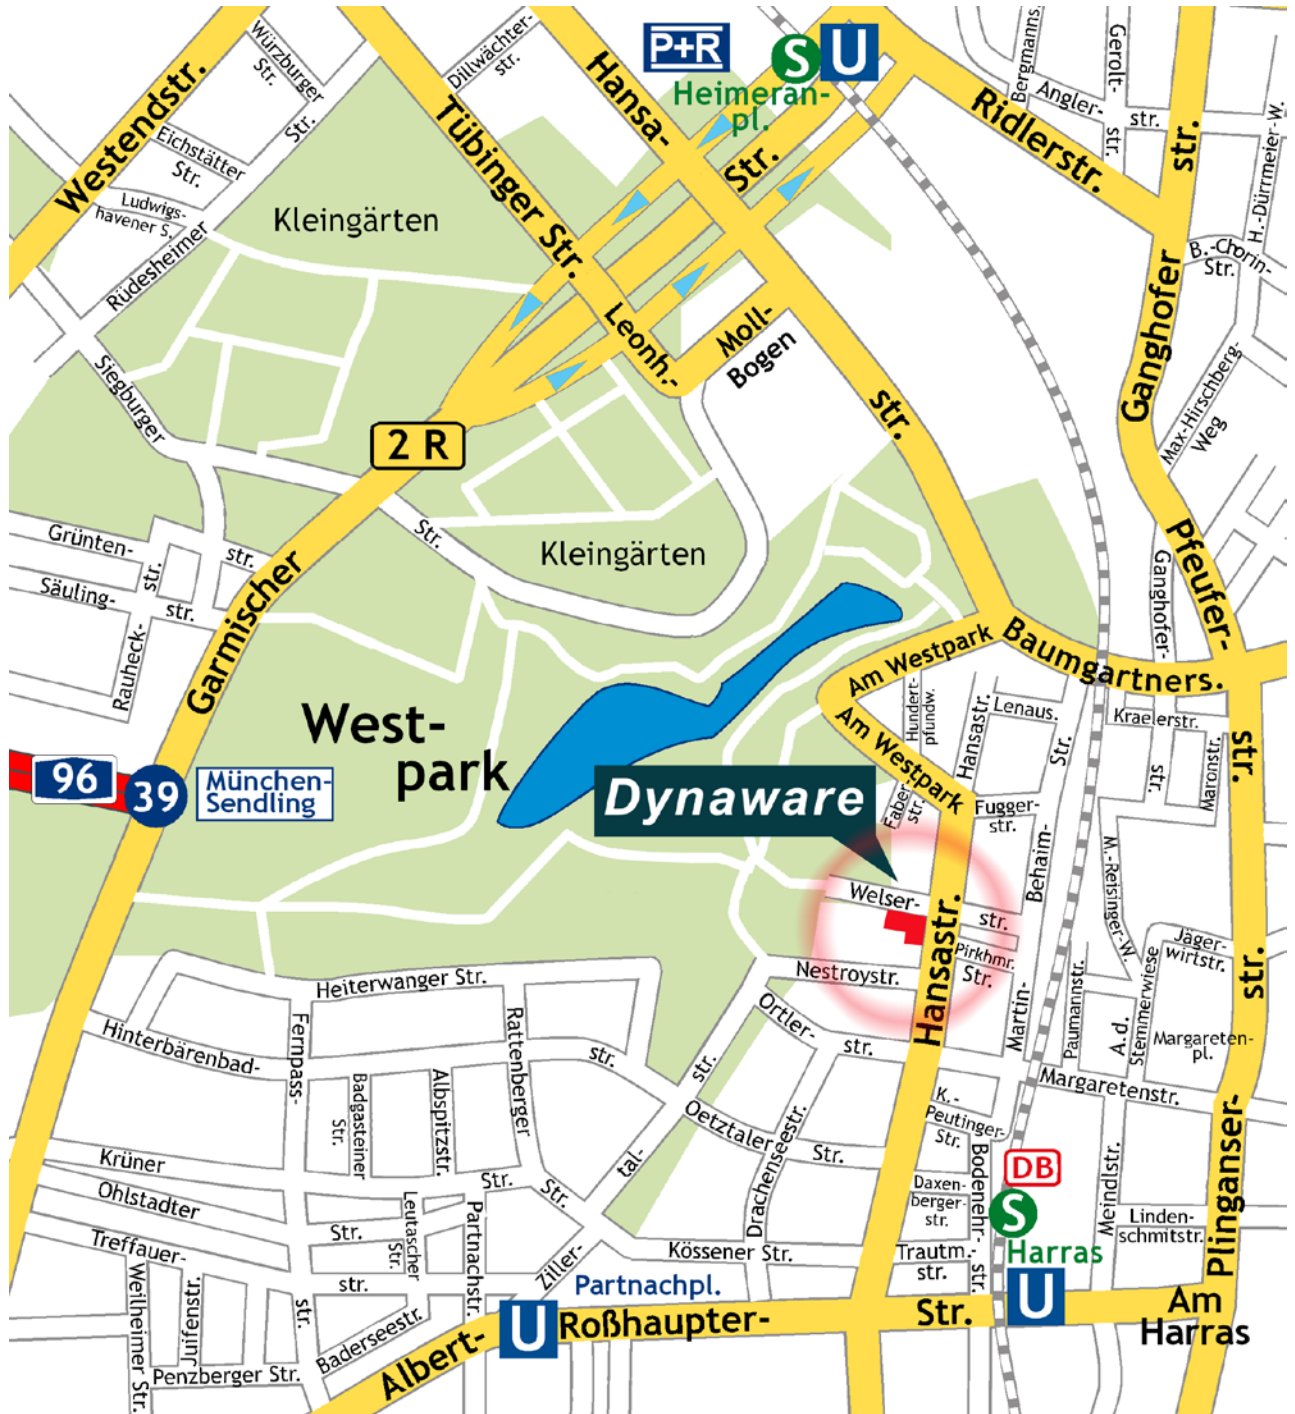 Westendstr.
Würzburger
Str.
Eichstätter
Str.
Str.
Ludwigs-
havener S.
Rüdesheimer
Siegburger
Str.
Kleingärten
Tübinger Str.
Dillwächter-
str.
Hansa-
str.
P+R
S
U
Heimeran-
pl.
Str.
Leonh.-
Moll-
Bogen
Ridlerstr.
Bergmanns.
Gerolt-
str.
Angler-
str.
str.
H.-Dürrmeier-W.
B.-Chorin-
Str.
Ganghofer
Max-Hirschberg-
Weg
2 R
Kleingärten
Grünten-
str.
Säuling-
str.
str.
Rauheck-
Garmischer
Pfeufer-
Ganghofer-
str.
Am Westpark
Am Westpark
Baumgartners.
Hundert-
pfundw.
Hansastr.
Lenaus.
Str.
Kraelerstr.
Maronstr.
str.
West-
park
96
39
München-
Sendling
Dynaware
Faber
str.
Fugger-
str.
Behaim-
M.-Reisinger-W.
Welser-
str.
Hansastr.
Pirkhmr.
Str.
Nestroystr.
Jäger-
wirtstr.
str.
Paumannstr.
A.d.
Stemmerwiese
Margareten-
pl.
Martin-
Ortler-
str.
Margaretenstr.
Heiterwanger Str.
Hinterbärenbad-
str.
Fernpass-
str.
Rattenberger
Str.
Badgasteiner
Str.
Albspitzstr.
str.
Oetztaler
Str.
K.-
Peutinger-
Str.
Bodenehr-
str.
Daxen-
berger-
str.
DB
S
Harras
U
Meindlstr.
Linden-
schmitstr.
Plinganser-
Krüner
Str.
Ohlstadter
Str.
Treffauer-
str.
Leutascher
Str.
Partnachstr.
tal-
Ziller-
Drachenseestr.
Kössener Str.
Trautm.-
str.
Partnachpl.
U
Albert-
Roßhaupter-
Str.
Am
Harras
Weilheimer Str.
Jnifenstr.
Baderseestr.
Penzberger Str.